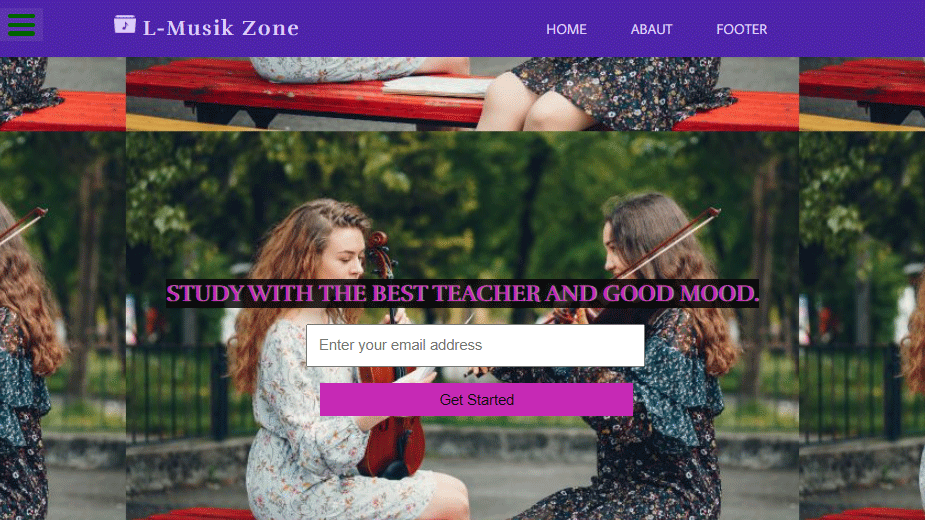 L-Musik Zone
HOME ABAUT FOOTER
STUDY WITH THE BEST TEACHER AND GOOD MOOD.
Enter your email address
Get Started